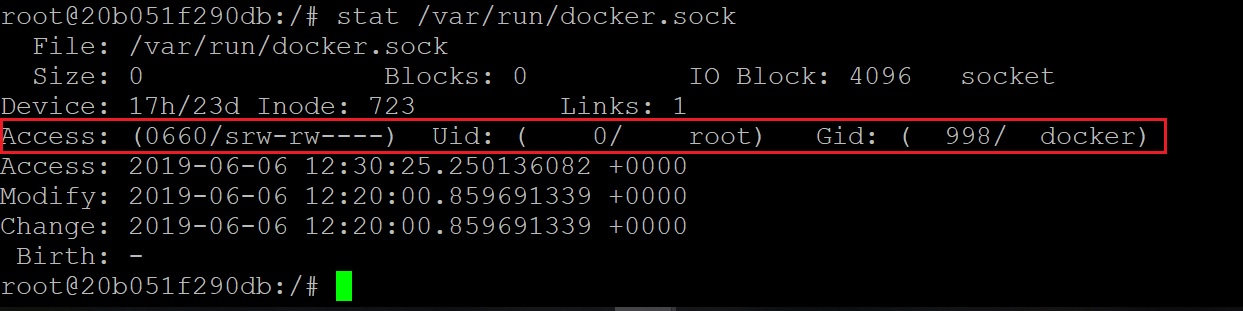 root@20b051f290db:/# stat /var/run/docker.sock
  File: /var/run/docker.sock
  Size: 0               Blocks: 0          IO Block: 4096   socket
Device: 17h/23d Inode: 723         Links: 1
Access: (0660/srw-rw----)  Uid: (    0/    root)   Gid: (  998/  docker)
Access: 2019-06-06 12:30:25.250136082 +0000
Modify: 2019-06-06 12:20:00.859691339 +0000
Change: 2019-06-06 12:20:00.859691339 +0000
 Birth: -
root@20b051f290db:/#